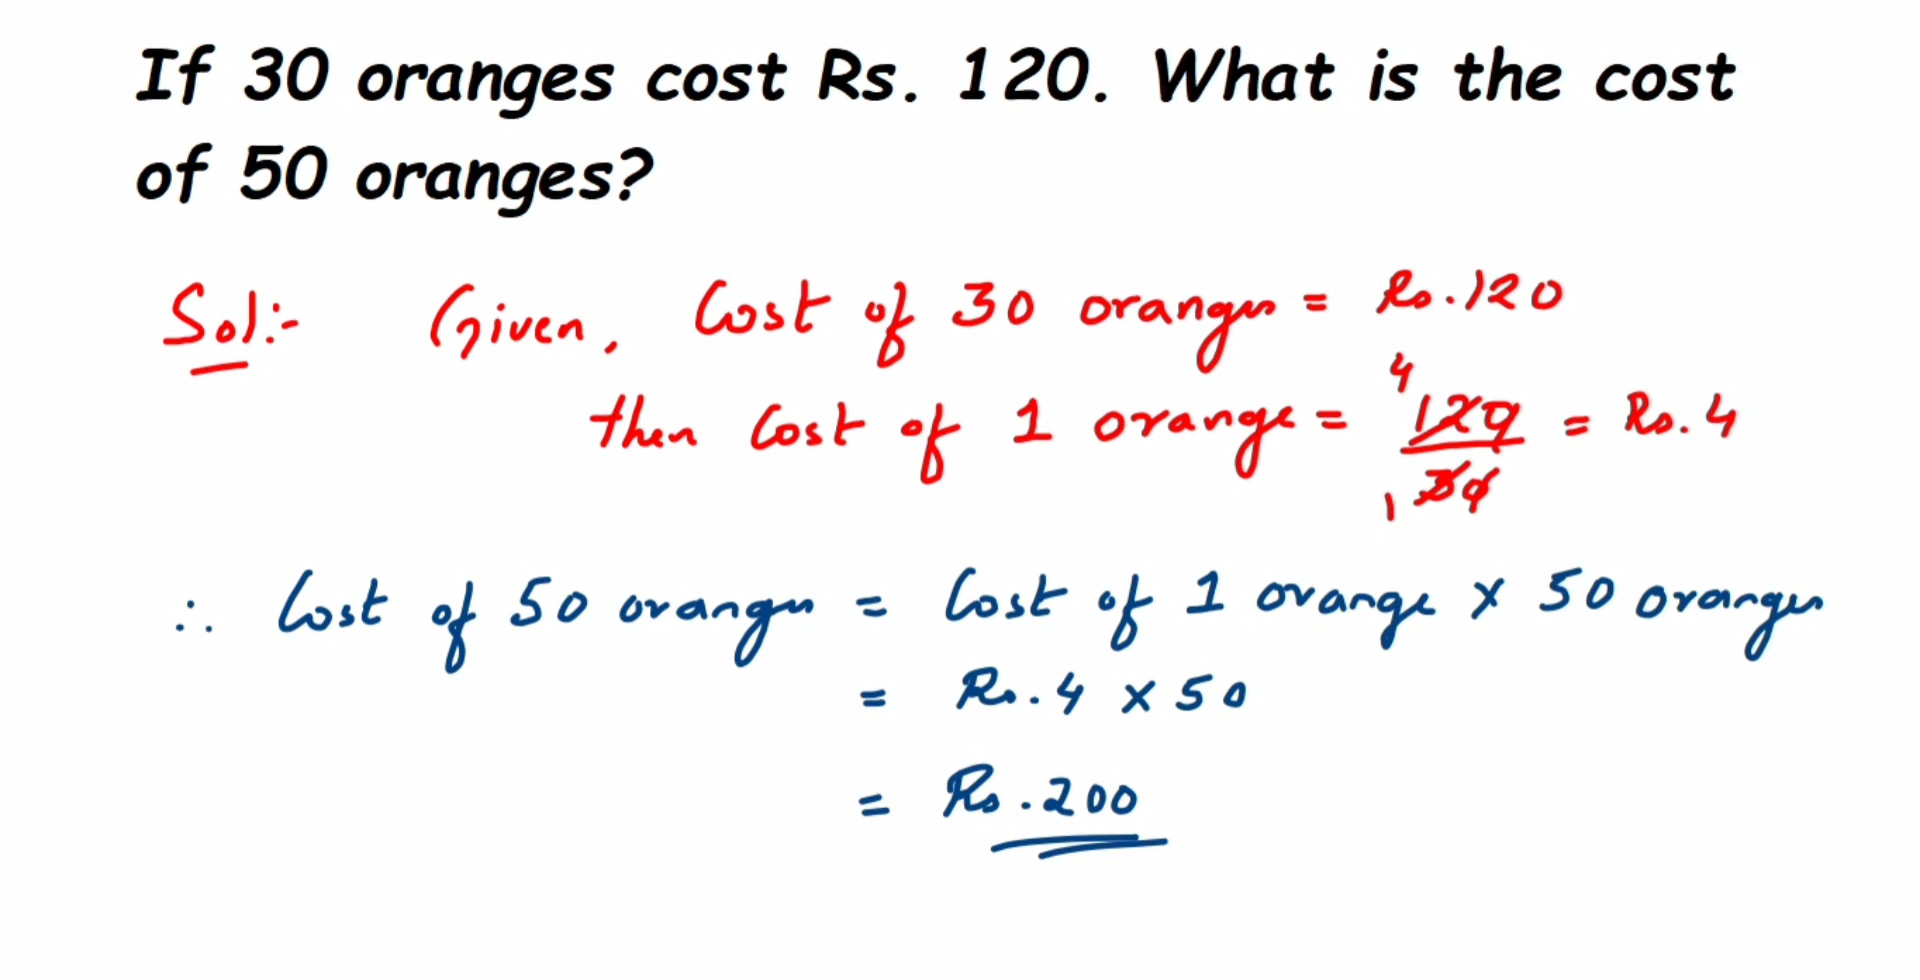 If 30 oranges cost Rs. 120. What is the cost
of 50 oranges?
Sol:- Given, Cost of 30 oranges = Rs. 120
then Cost of 1 orange = 4 120/1 30 = Rs. 4
∴ Cost of 50 oranges = Cost of 1 orange × 50 oranges
= Rs. 4 × 50
= Rs. 200